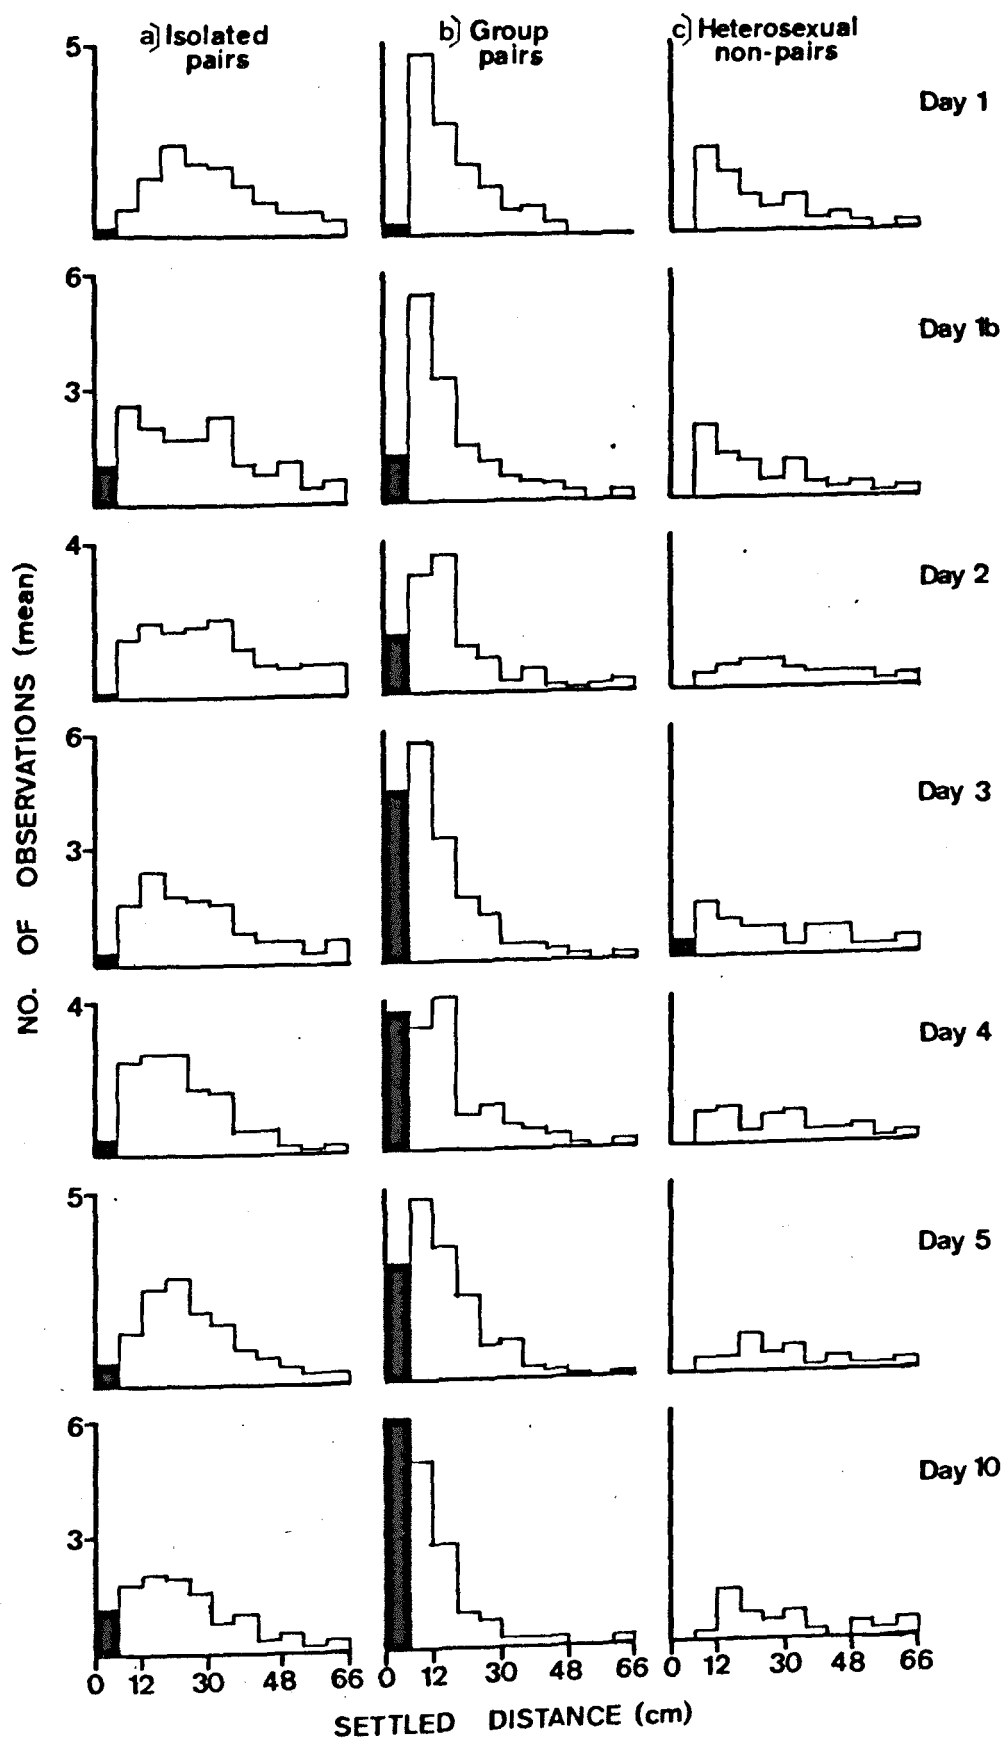 a) Isolated
pairs
b) Group
pairs
c) Heterosexual
non-pairs
5
Day 1
6
3
Day 1b
4
Day 2
6
3
Day 3
4
Day 4
5
Day 5
6
3
Day 10
0 12 30 48 66
0 12 30 48 66
0 12 30 48 66
NO. OF OBSERVATIONS (mean)
SETTLED DISTANCE (cm)